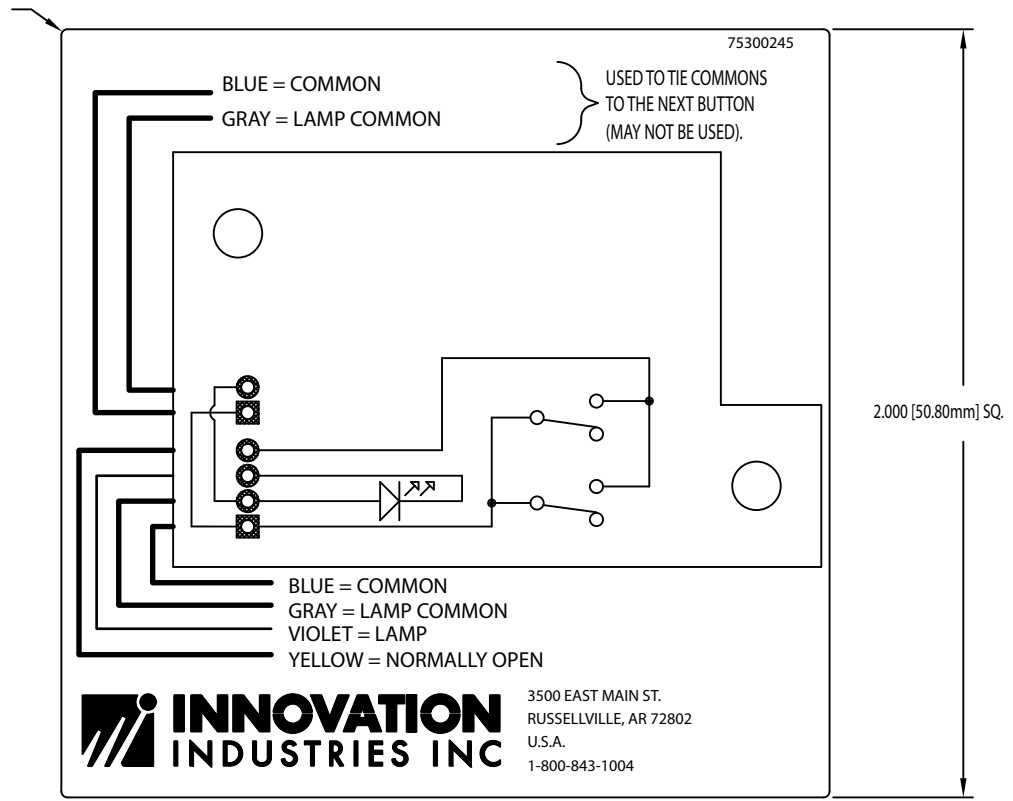 75300245
BLUE = COMMON
GRAY = LAMP COMMON
USED TO TIE COMMONS
TO THE NEXT BUTTON
(MAY NOT BE USED).
2.000 [50.80mm] SQ.
BLUE = COMMON
GRAY = LAMP COMMON
VIOLET = LAMP
YELLOW = NORMALLY OPEN
INNOVATION
INDUSTRIES INC
3500 EAST MAIN ST.
RUSSELLVILLE, AR 72802
U.S.A.
1-800-843-1004